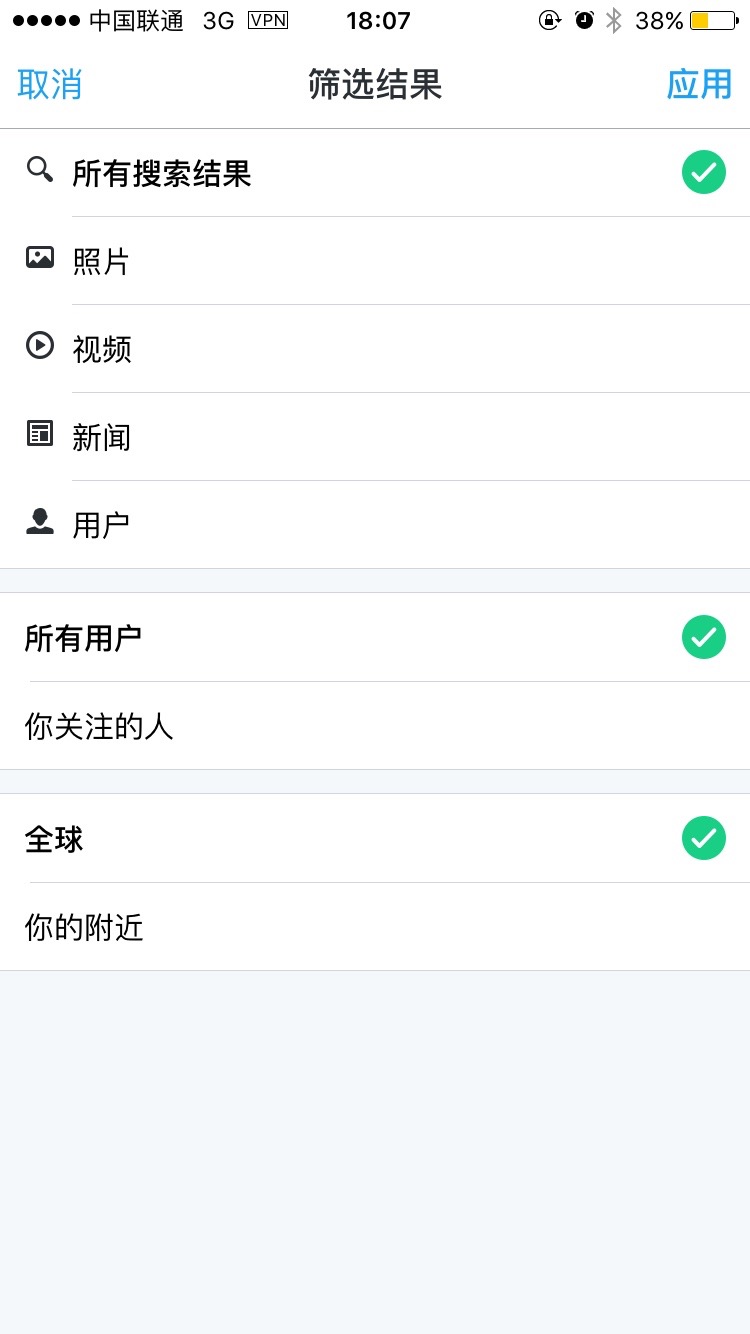 中国联通 3G VPN 18:07 38%
取消 筛选结果 应用
所有搜索结果
照片
视频
新闻
用户
所有用户
你关注的人
全球
你的附近